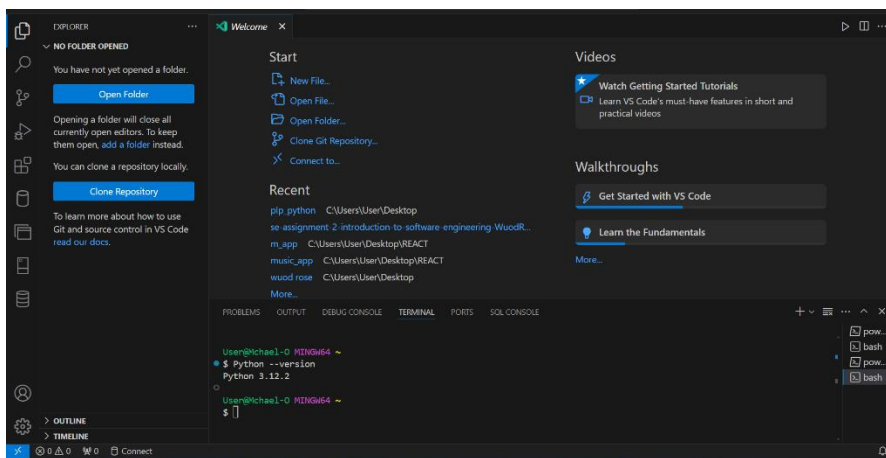 EXPLORER
NO FOLDER OPENED
You have not yet opened a folder.
Open Folder
Opening a folder will close all
currently open editors. To keep
them open, add a folder instead.
You can clone a repository locally.
Clone Repository
To learn more about how to use
Git and source control in VS Code
read our docs.
OUTLINE
TIMELINE
Welcome
Start
New File...
Open File...
Open Folder...
Clone Git Repository...
Connect to...
Recent
plp_python C:\Users\User\Desktop
se-assignment-2-introduction-to-software-engineering-WuodR...
m_app C:\Users\User\Desktop\REACT
music_app C:\Users\User\Desktop\REACT
wuod rose C:\Users\User\Desktop
More...
Videos
Watch Getting Started Tutorials
Learn VS Code's must-have features in short and
practical videos
Walkthroughs
Get Started with VS Code
Learn the Fundamentals
More...
PROBLEMS OUTPUT DEBUG CONSOLE TERMINAL PORTS SQL CONSOLE
User@Mchael-O MINGW64 ~
$ Python --version
Python 3.12.2
User@Mchael-O MINGW64 ~
$
pow...
bash
pow...
bash
0 0 0 Connect